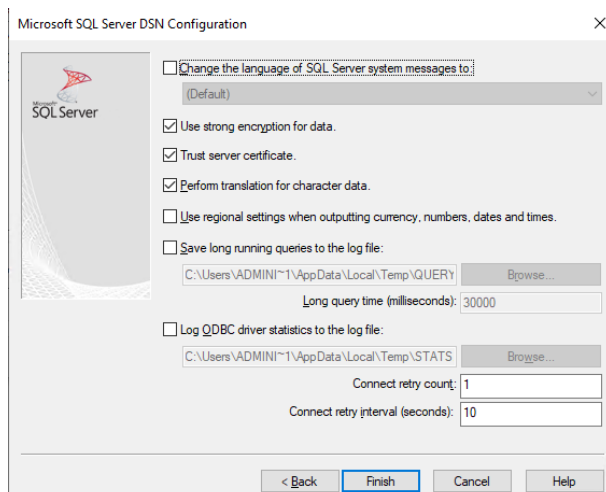 Microsoft SQL Server DSN Configuration
Microsoft
SQL Server
Change the language of SQL Server system messages to:
(Default)
Use strong encryption for data.
Trust server certificate.
Perform translation for character data.
Use regional settings when outputting currency, numbers, dates and times.
Save long running queries to the log file:
C:\Users\ADMINI~1\AppData\Local\Temp\QUERY Browse...
Long query time (milliseconds): 30000
Log ODBC driver statistics to the log file:
C:\Users\ADMINI~1\AppData\Local\Temp\STATS Browse...
Connect retry count: 1
Connect retry interval (seconds): 10
< Back Finish Cancel Help